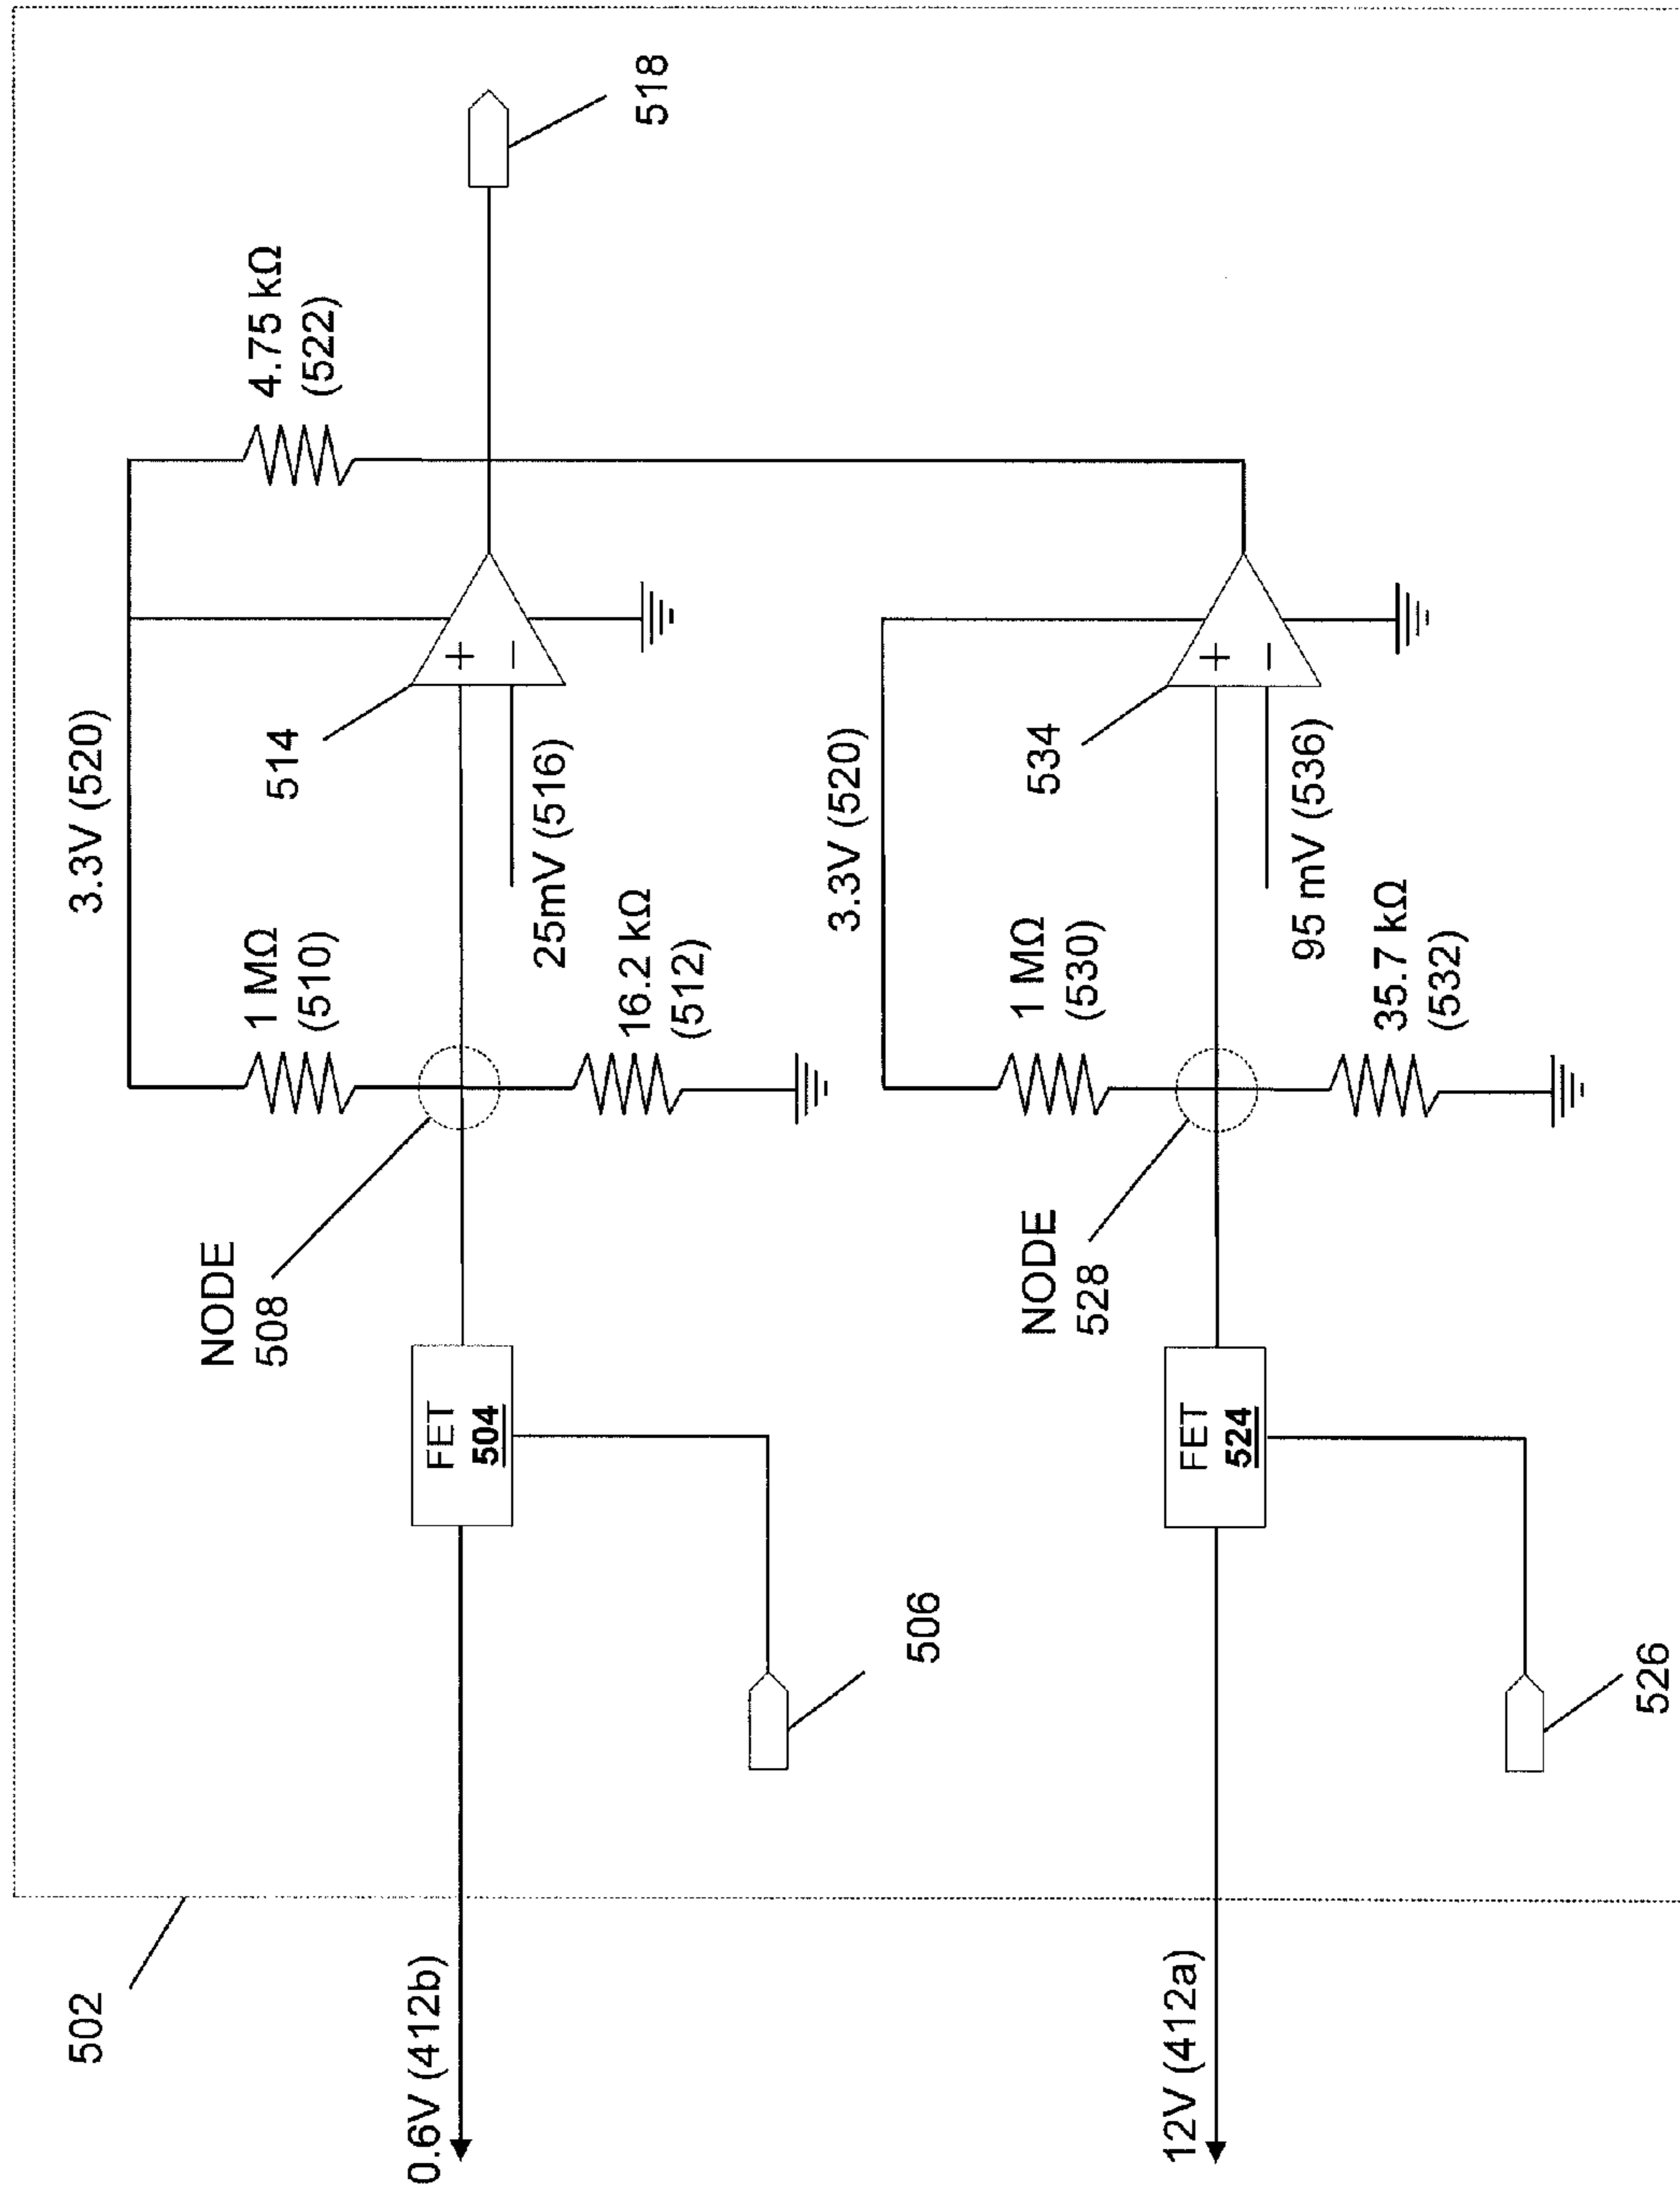 502
3.3V (520)
4.75 kΩ
(522)
514
518
1 MΩ
(510)
NODE
508
+
−
25mV (516)
16.2 kΩ
(512)
FET
504
0.6V (412b)
506
3.3V (520)
534
1 MΩ
(530)
NODE
528
+
−
95 mV (536)
35.7 kΩ
(532)
FET
524
12V (412a)
526